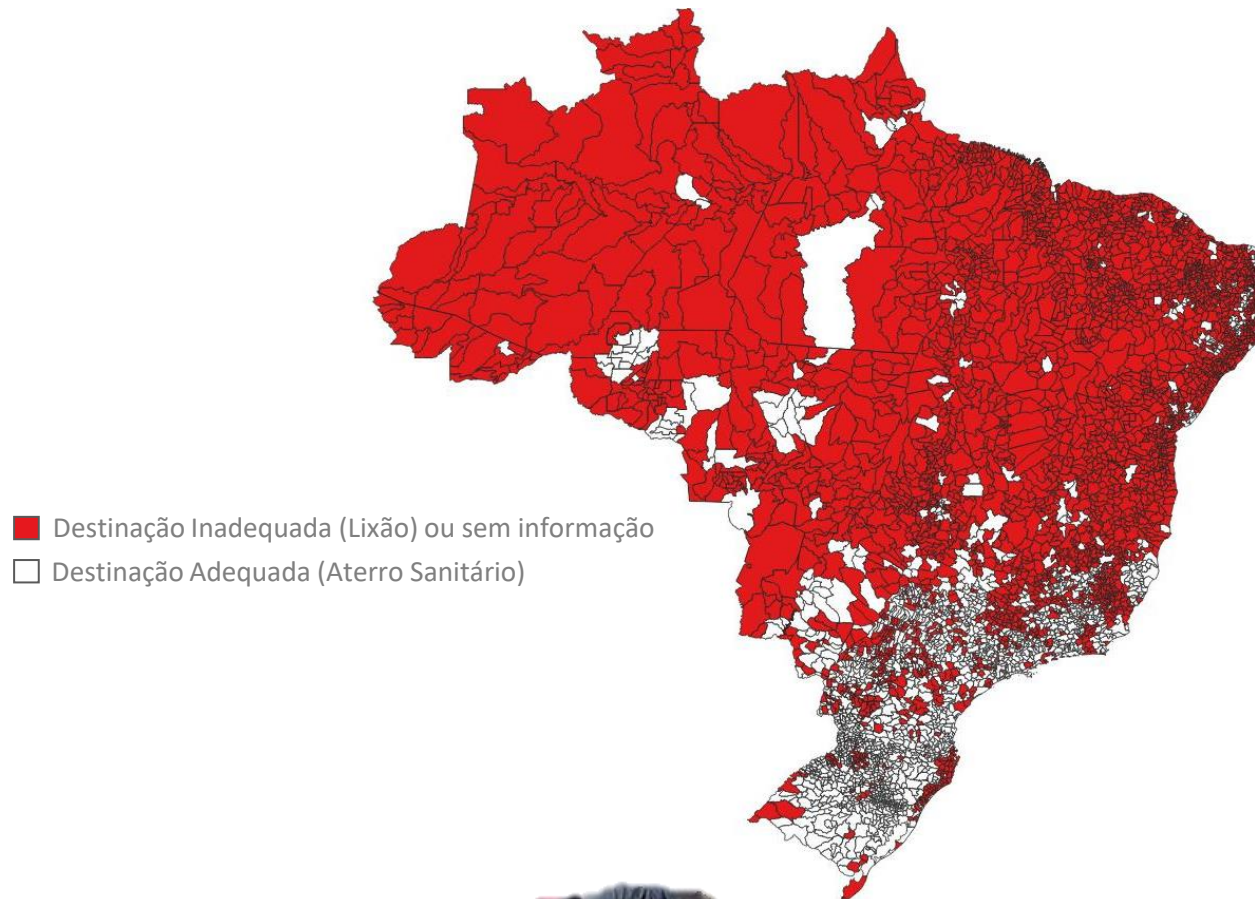 Destinação Inadequada (Lixão) ou sem informação
Destinação Adequada (Aterro Sanitário)